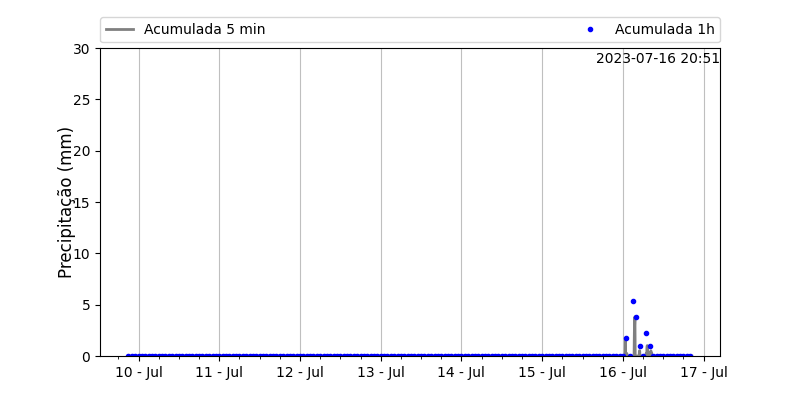 Acumulada 5 min
Acumulada 1h
2023-07-16 20:51
Precipitação (mm)
30
25
20
15
10
5
0
10 - Jul
11 - Jul
12 - Jul
13 - Jul
14 - Jul
15 - Jul
16 - Jul
17 - Jul